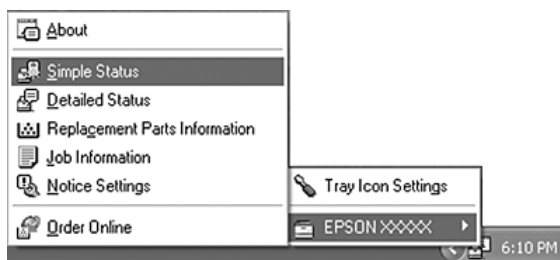 About
Simple Status
Detailed Status
Replacement Parts Information
Job Information
Notice Settings
Order Online
Tray Icon Settings
EPSON XXXXX
6:10 PM